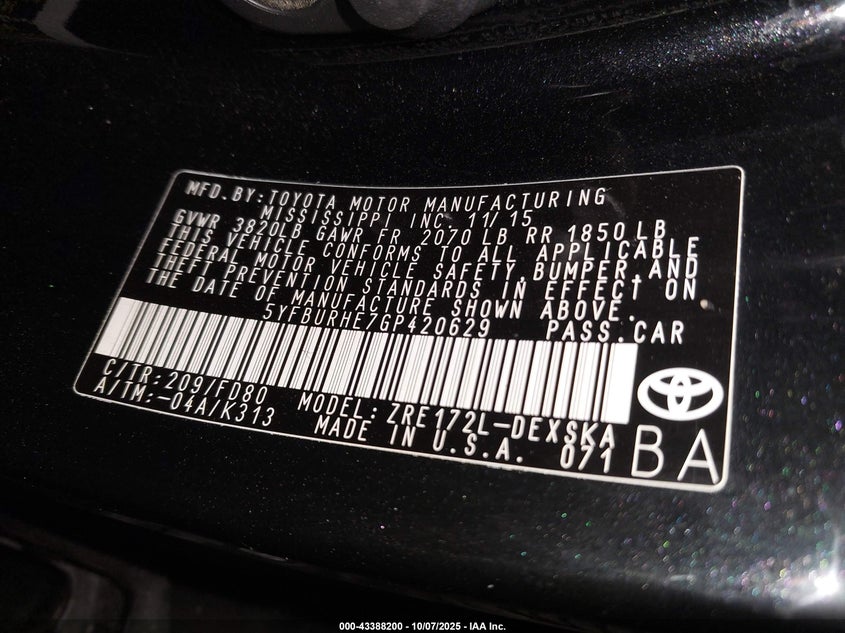 MFD. BY: TOYOTA MOTOR MANUFACTURING
MISSISSIPPI INC 11/15
GVWR 3820LB GAWR FR 2070 LB RR 1850 LB
THIS VEHICLE CONFORMS TO ALL APPLICABLE
FEDERAL MOTOR VEHICLE SAFETY, BUMPER, AND
THEFT PREVENTION STANDARDS IN EFFECT ON
THE DATE OF MANUFACTURE SHOWN ABOVE.
5YFBURHE7GP420629 PASS. CAR
C/TR: 209/FD80 MODEL: ZRE172L-DEXSKA
A/TM: -04A/K313 MADE IN U.S.A. 071 BA
000-43388200 - 10/07/2025 - IAA Inc.